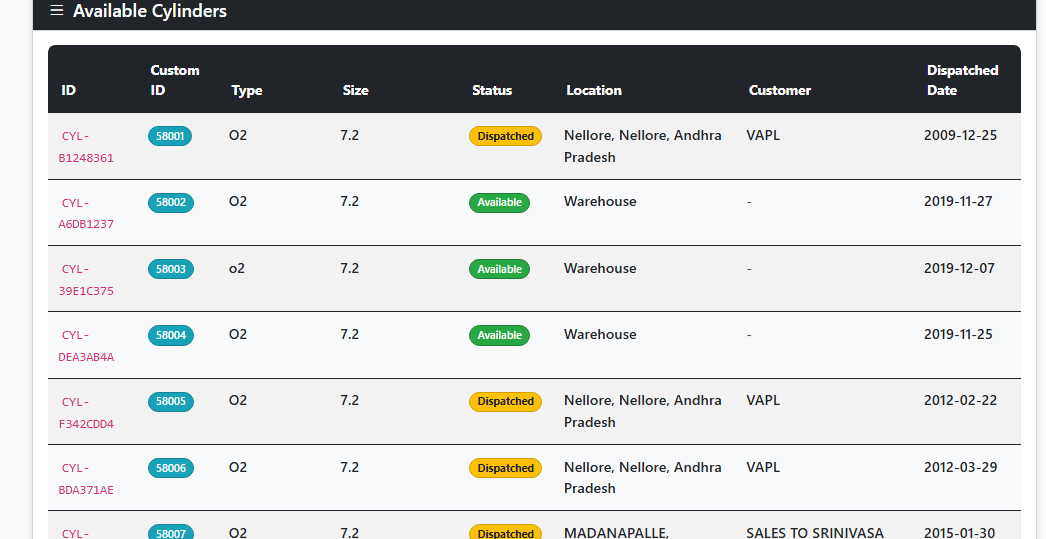 ☰ Available Cylinders
ID Custom ID Type Size Status Location Customer Dispatched Date
CYL-B1248361 58001 O2 7.2 Dispatched Nellore, Nellore, Andhra Pradesh VAPL 2009-12-25
CYL-A6DB1237 58002 O2 7.2 Available Warehouse - 2019-11-27
CYL-39E1C375 58003 o2 7.2 Available Warehouse - 2019-12-07
CYL-DEA3AB4A 58004 O2 7.2 Available Warehouse - 2019-11-25
CYL-F342CDD4 58005 O2 7.2 Dispatched Nellore, Nellore, Andhra Pradesh VAPL 2012-02-22
CYL-BDA371AE 58006 O2 7.2 Dispatched Nellore, Nellore, Andhra Pradesh VAPL 2012-03-29
CYL- 58007 O2 7.2 Dispatched MADANAPALLE, SALES TO SRINIVASA 2015-01-30